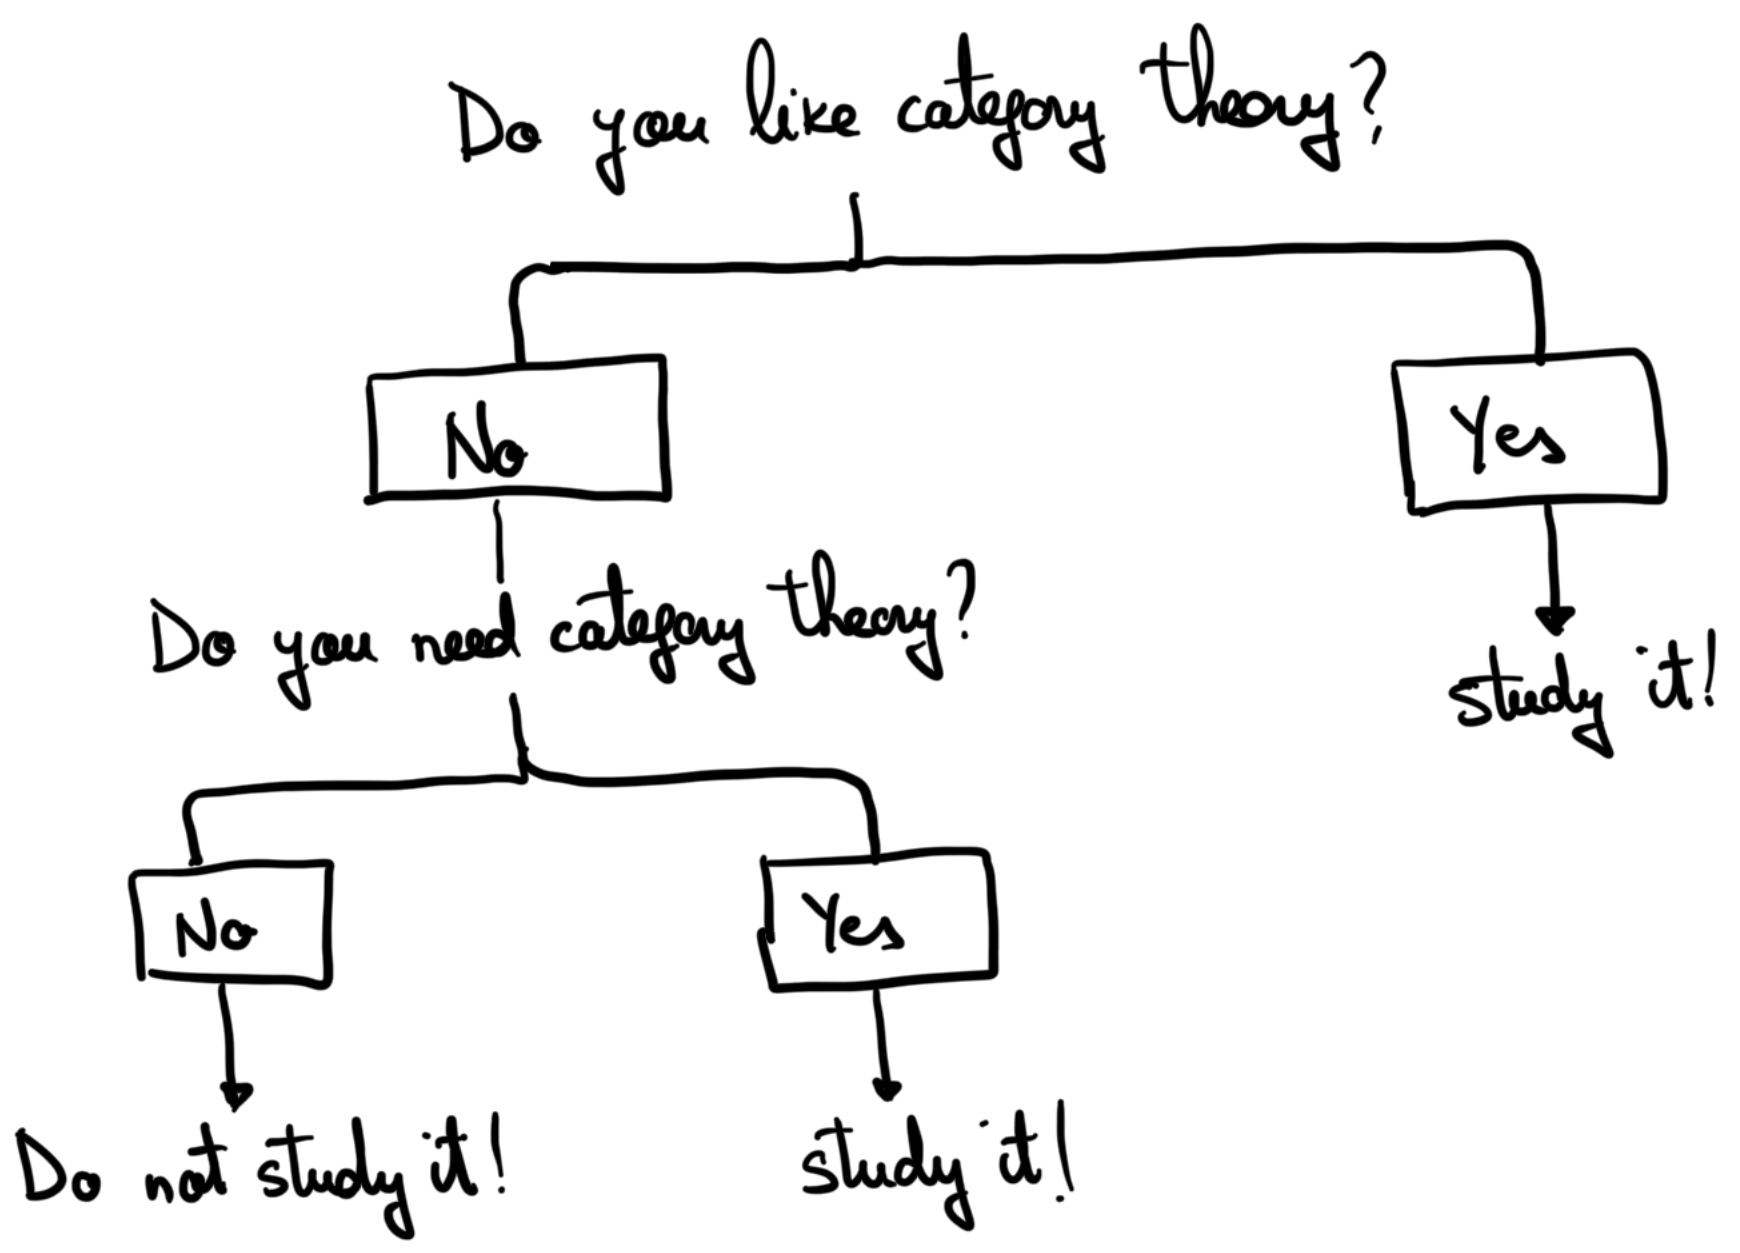 Do you like category theory?
No
Yes
Do you need category theory?
study it!
No
Yes
Do not study it!
study it!